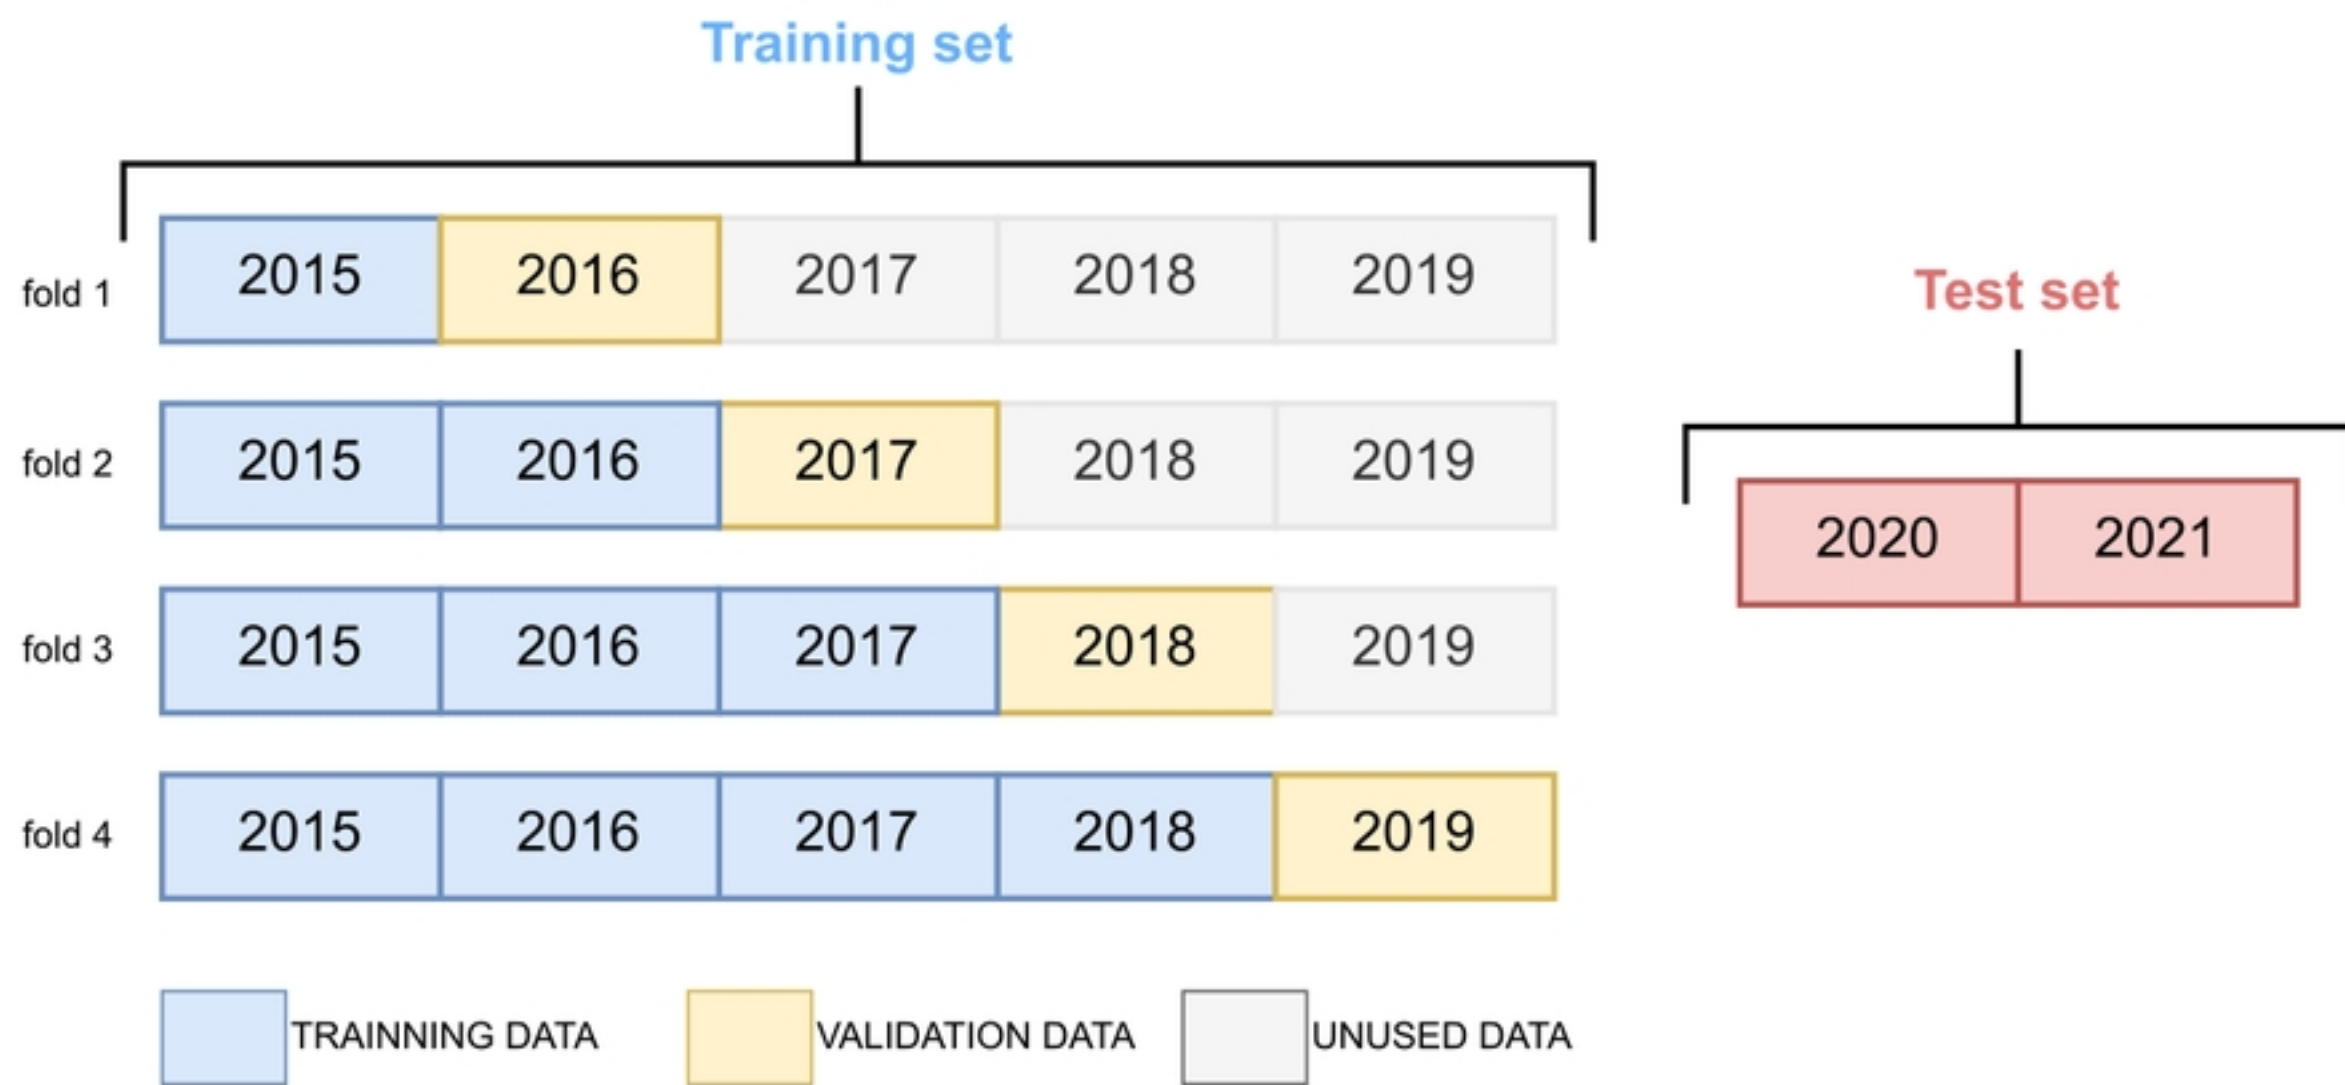 Training set
fold 1 2015 2016 2017 2018 2019
Test set
fold 2 2015 2016 2017 2018 2019
2020 2021
fold 3 2015 2016 2017 2018 2019
fold 4 2015 2016 2017 2018 2019
TRAINNING DATA VALIDATION DATA UNUSED DATA